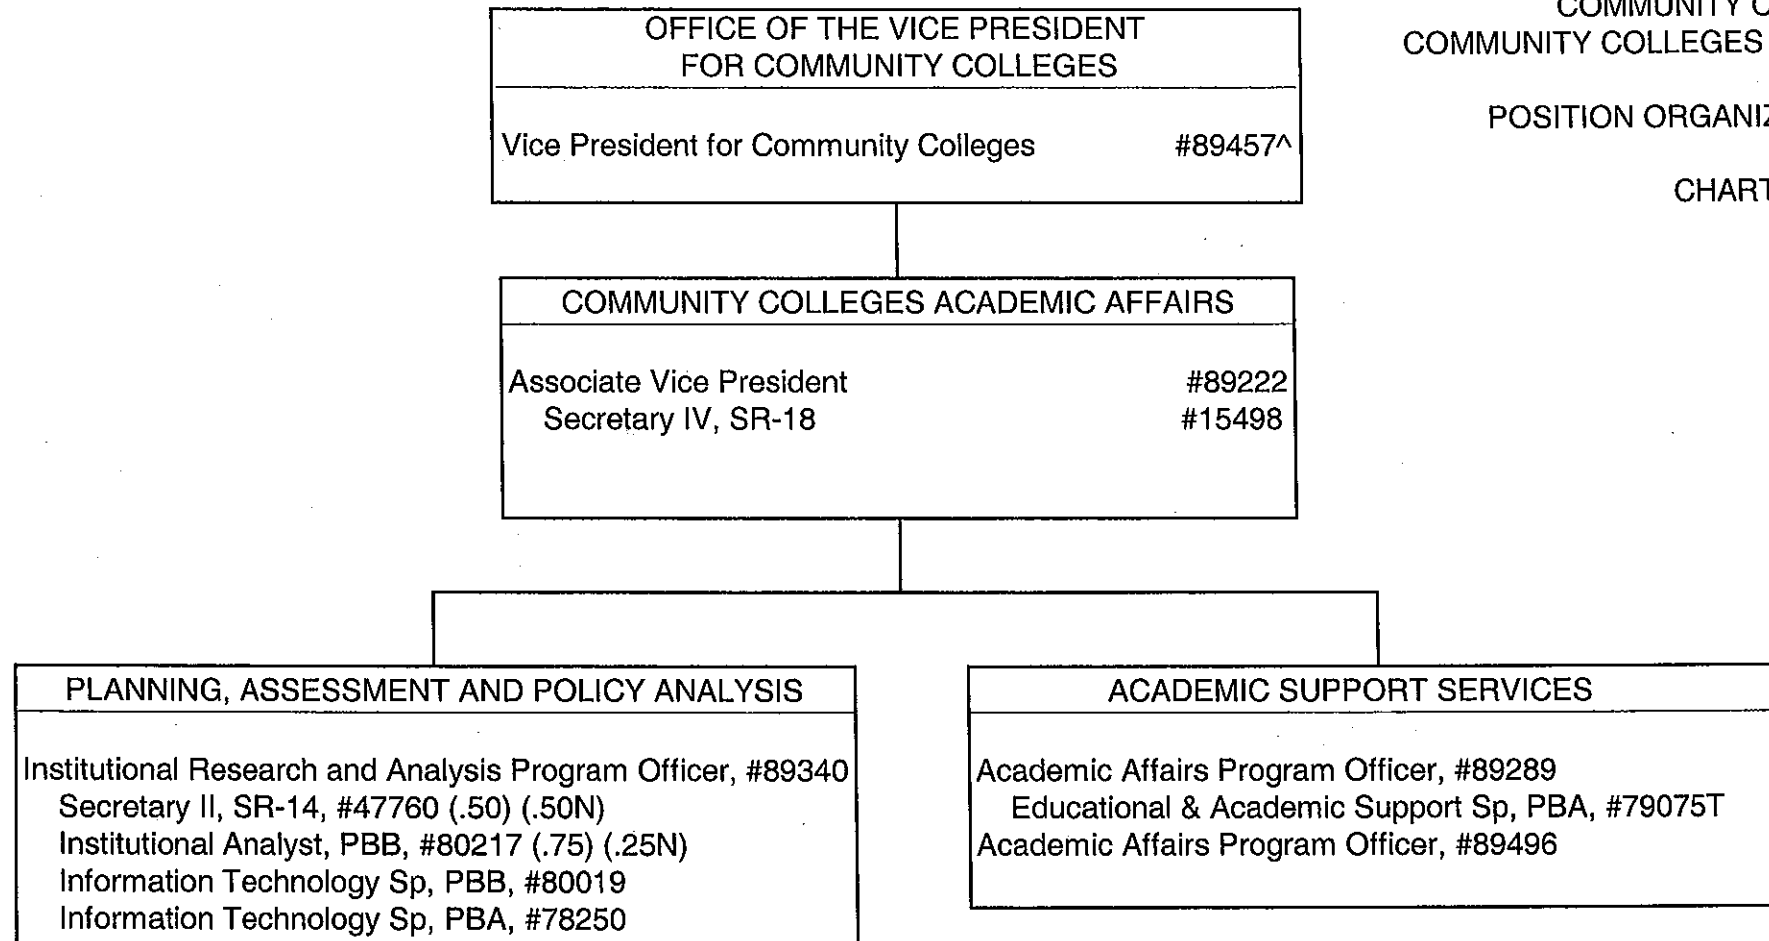 OFFICE OF THE VICE PRESIDENT
FOR COMMUNITY COLLEGES
Vice President for Community Colleges #89457^
COMMUNITY
COMMUNITY COLLEGES
POSITION
CHART
COMMUNITY COLLEGES ACADEMIC AFFAIRS
Associate Vice President #89222
Secretary IV, SR-18 #15498
PLANNING, ASSESSMENT AND POLICY ANALYSIS
Institutional Research and Analysis Program Officer, #89340
Secretary II, SR-14, #47760 (.50) (.50N)
Institutional Analyst, PBB, #80217 (.75) (.25N)
Information Technology Sp, PBB, #80019
Information Technology Sp, PBA, #78250
ACADEMIC SUPPORT SERVICES
Academic Affairs Program Officer, #89289
Educational & Academic Support Sp, PBA, #79075T
Academic Affairs Program Officer, #89496